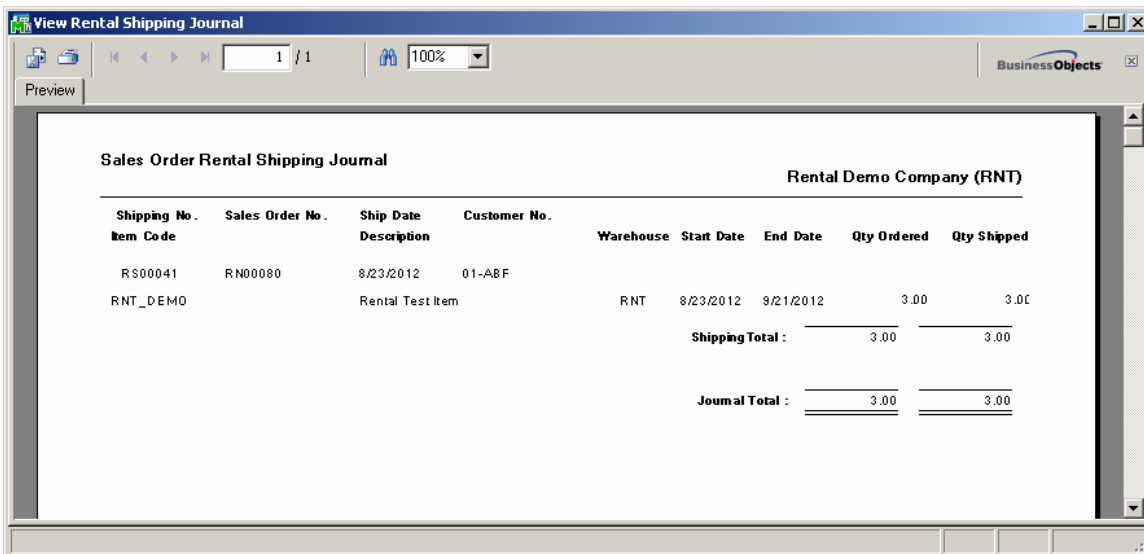 View Rental Shipping Journal
1 / 1 100% BusinessObjects
Preview
Sales Order Rental Shipping Journal
Rental Demo Company (RNT)
Shipping No. Sales Order No. Ship Date Customer No.
Item Code Description Warehouse Start Date End Date Qty Ordered Qty Shipped
RS00041 RN00080 8/23/2012 01-ABF
RNT_DEMO Rental Test Item RNT 8/23/2012 9/21/2012 3.00 3.00
Shipping Total : 3.00 3.00
Journal Total : 3.00 3.00